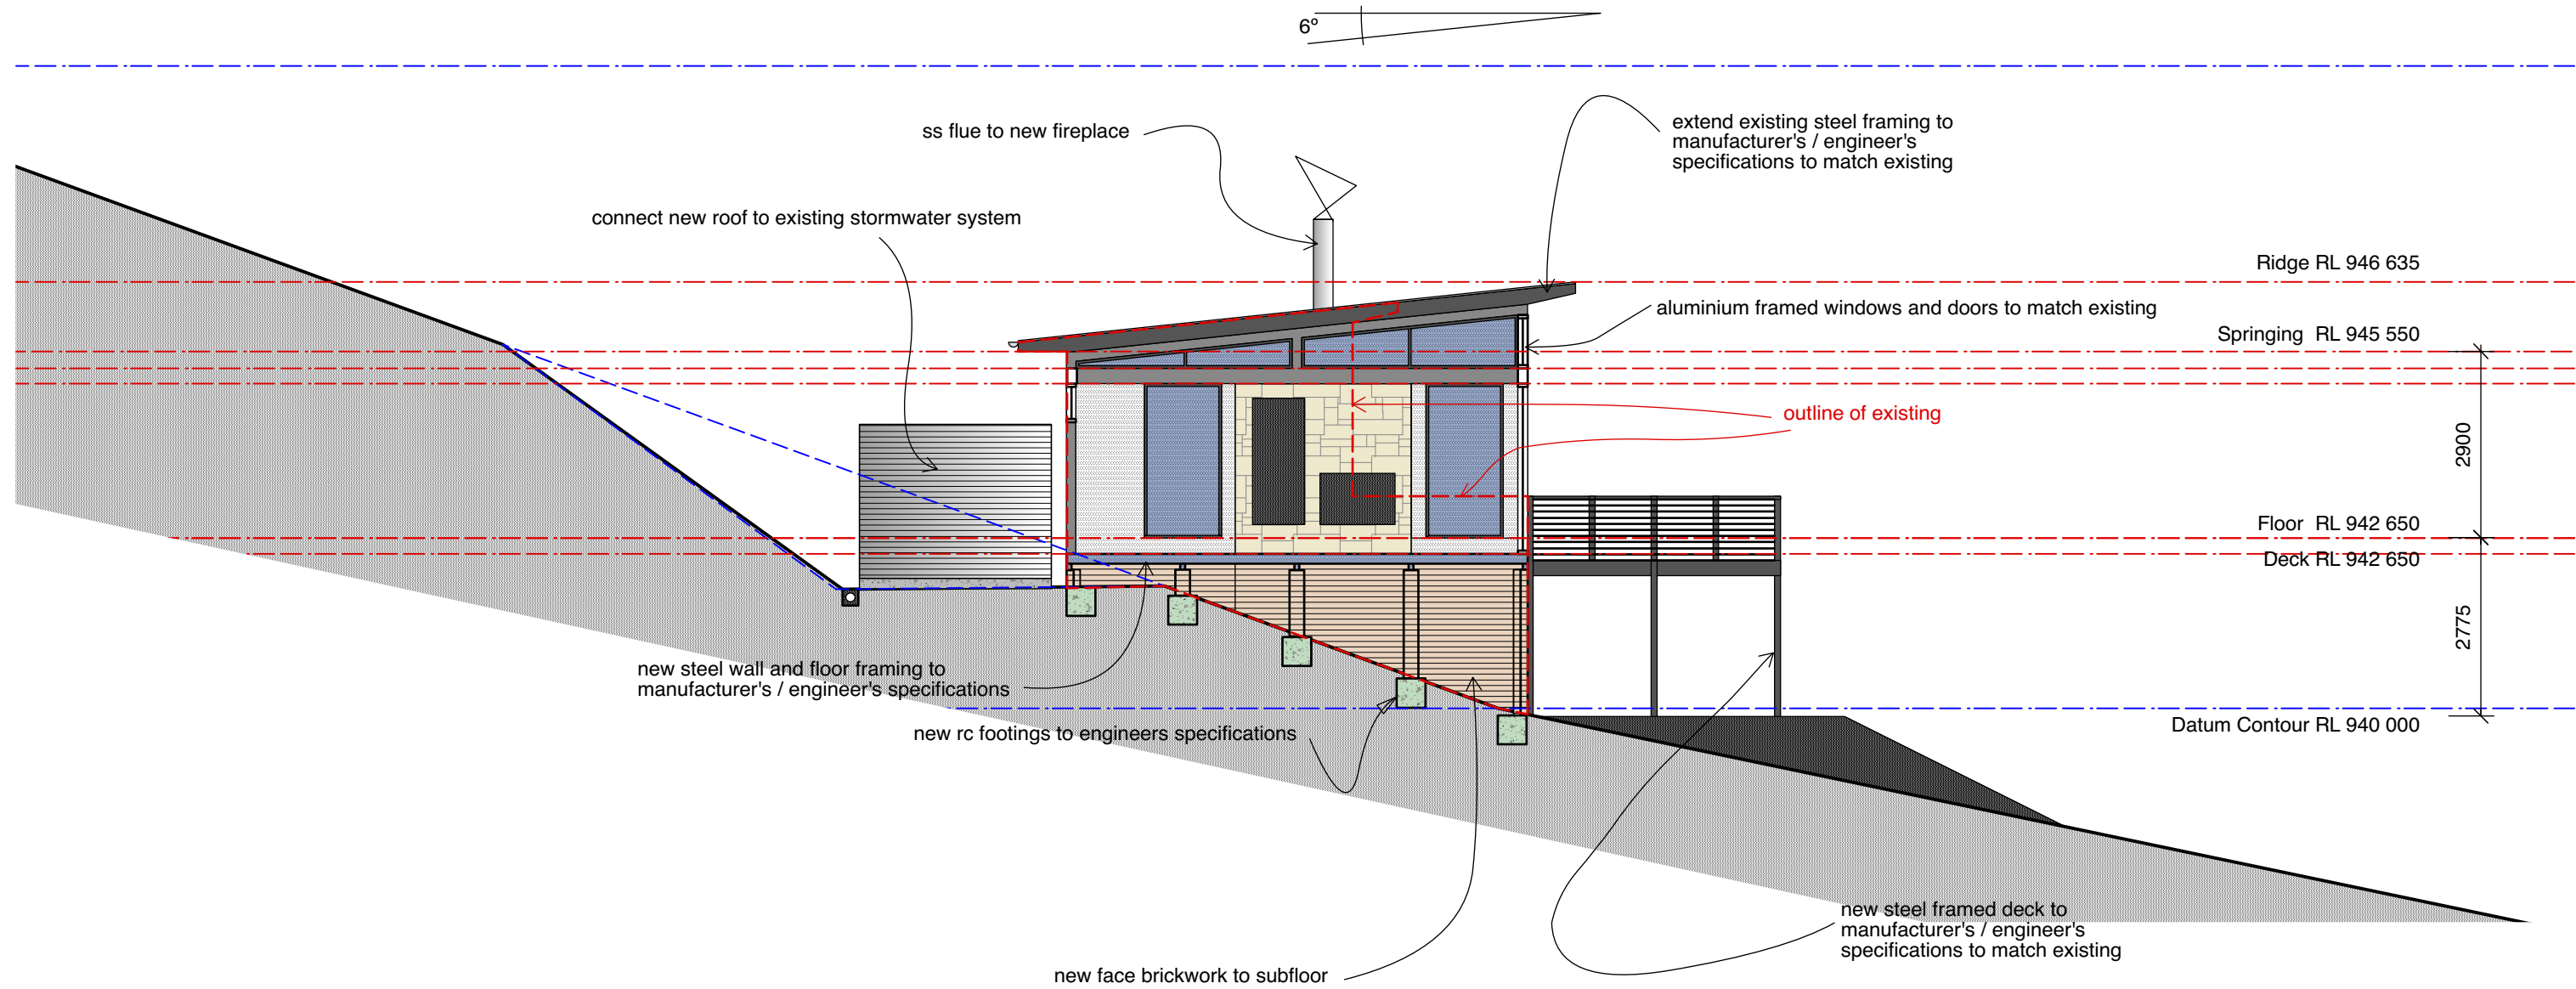 6º
ss flue to new fireplace
extend existing steel framing to
manufacturer's / engineer's
specifications to match existing
connect new roof to existing stormwater system
Ridge RL 946 635
aluminium framed windows and doors to match existing
Springing RL 945 550
outline of existing
2900
Floor RL 942 650
Deck RL 942 650
2775
new steel wall and floor framing to
manufacturer's / engineer's specifications
new rc footings to engineers specifications
Datum Contour RL 940 000
new steel framed deck to
manufacturer's / engineer's
specifications to match existing
new face brickwork to subfloor